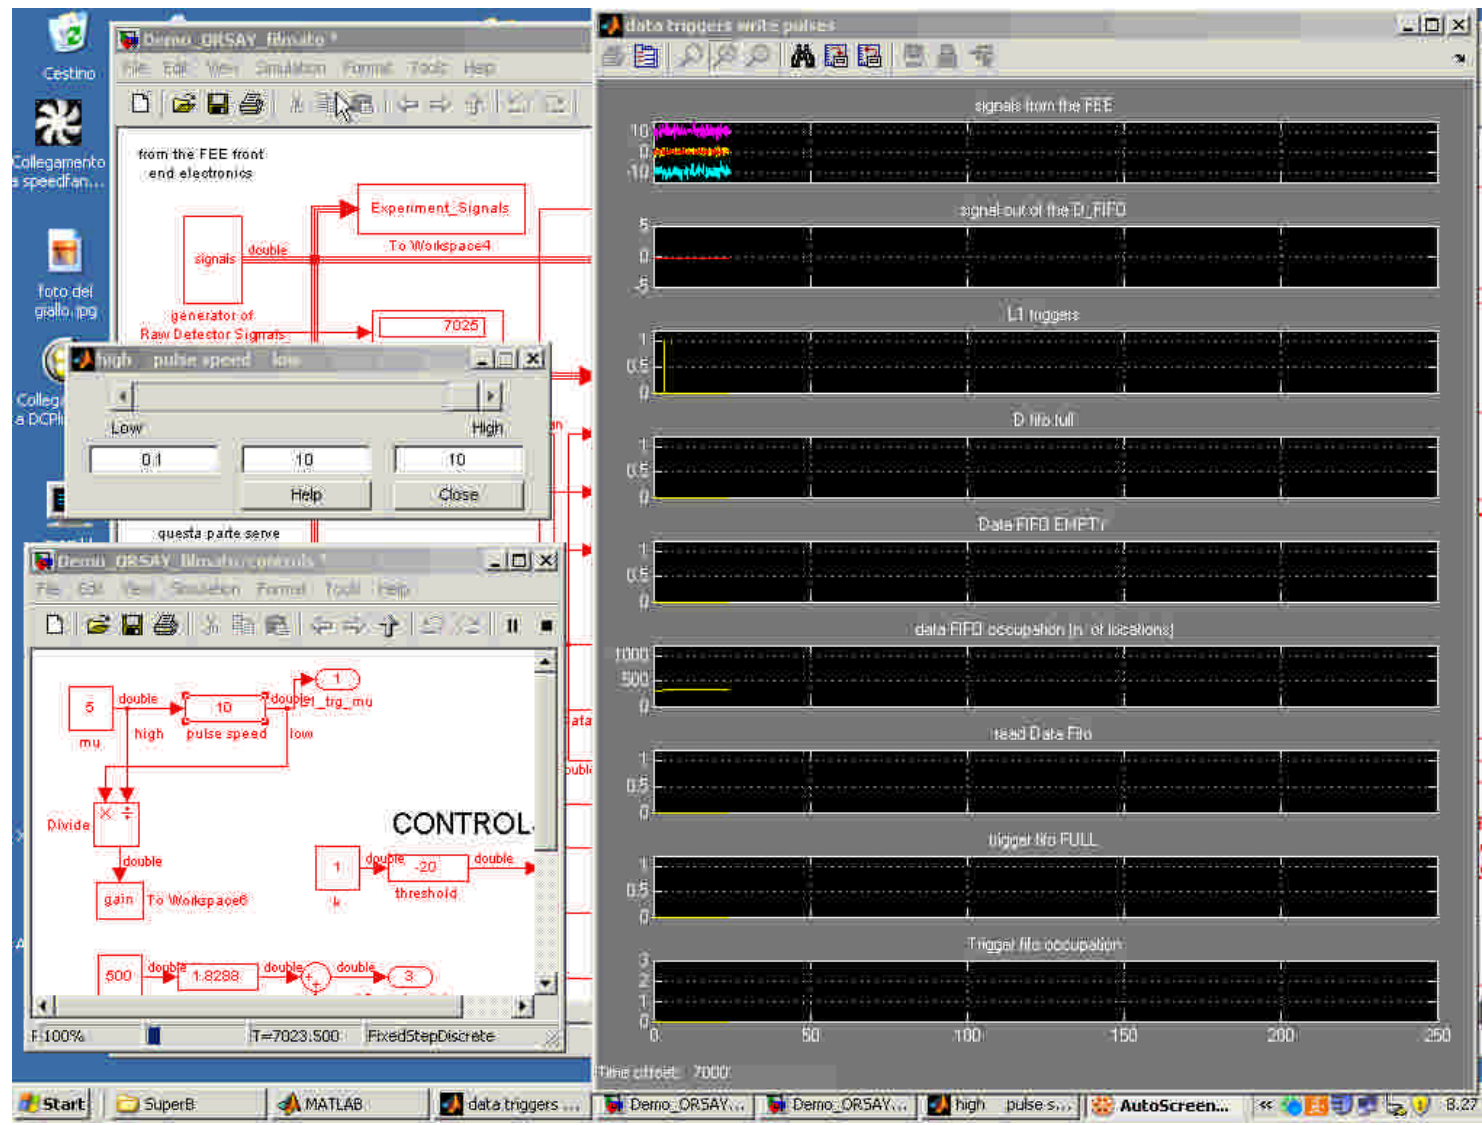 Cestino
Collegamento
a speedfan...
foto del
giallo.jpg
Demo_ORSAY_filmato *
File Edit View Simulation Format Tools Help
from the FEE front
end electronics
Experiment_Signals
To Workspace4
signals
double
generator of
Raw Detector Signals
7025
high pulse speed low
Low
High
0.1
10
10
Help
Close
questa parte serve
Demo_ORSAY_filmato/controls *
File Edit View Simulation Format Tools Help
5
double
10
double
1
mu
high
pulse speed
low
Divide
double
gain
To Workspace6
CONTROL
1
double
-20
double
k
threshold
500
double
1.8288
double
double
3
100%
T=7023.500
FixedStepDiscrete
data triggers write pulses
signals from the FEE
10
0
-10
signal out of the D_FIFO
5
0
-5
L1 triggers
1
0.5
0
D fifo full
1
0.5
0
Data FIFO EMPTY
1
0.5
0
data FIFO occupation (n. of locations)
1000
500
0
read Data Fifo
1
0.5
0
trigger fifo FULL
1
0.5
0
Trigger fifo occupation
3
2
1
0
0 50 100 150 200 250
Time offset: 7000
Start
SuperB
MATLAB
data triggers ...
Demo_ORSAY...
Demo_ORSAY...
high pulse s...
AutoScreen...
8.27